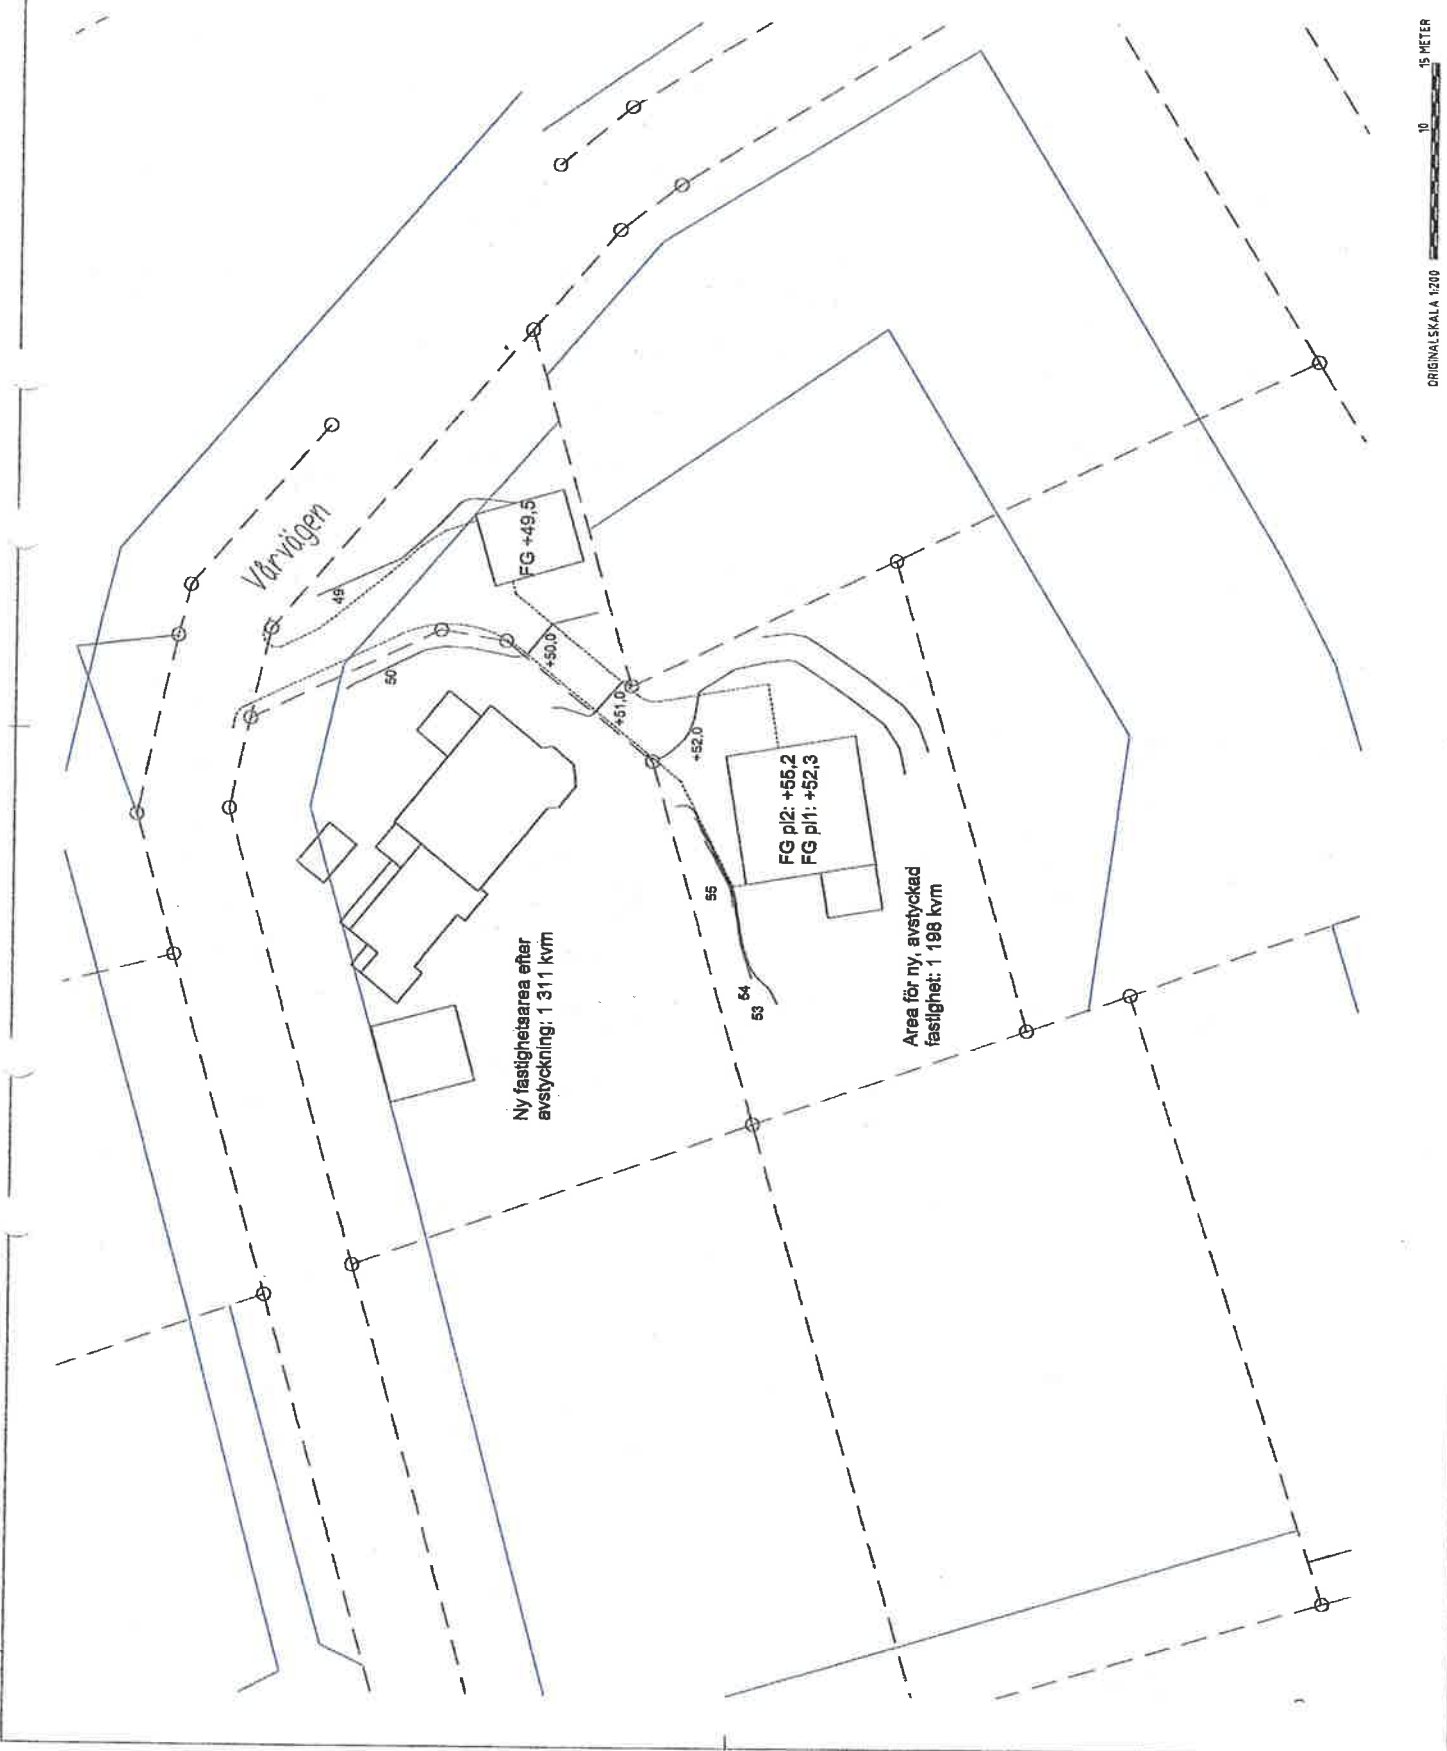 Vårvägen
49
50
FG +49,5
+50,0
+51,0
+52,0
FG pl2: +55,2
FG pl1: +52,3
55
54
53
Ny fastighetsarea efter
avstyckning: 1 311 kvm
Area för ny, avstyckad
fastighet: 1 198 kvm
ORIGINALSKALA 1:200
10
15 METER